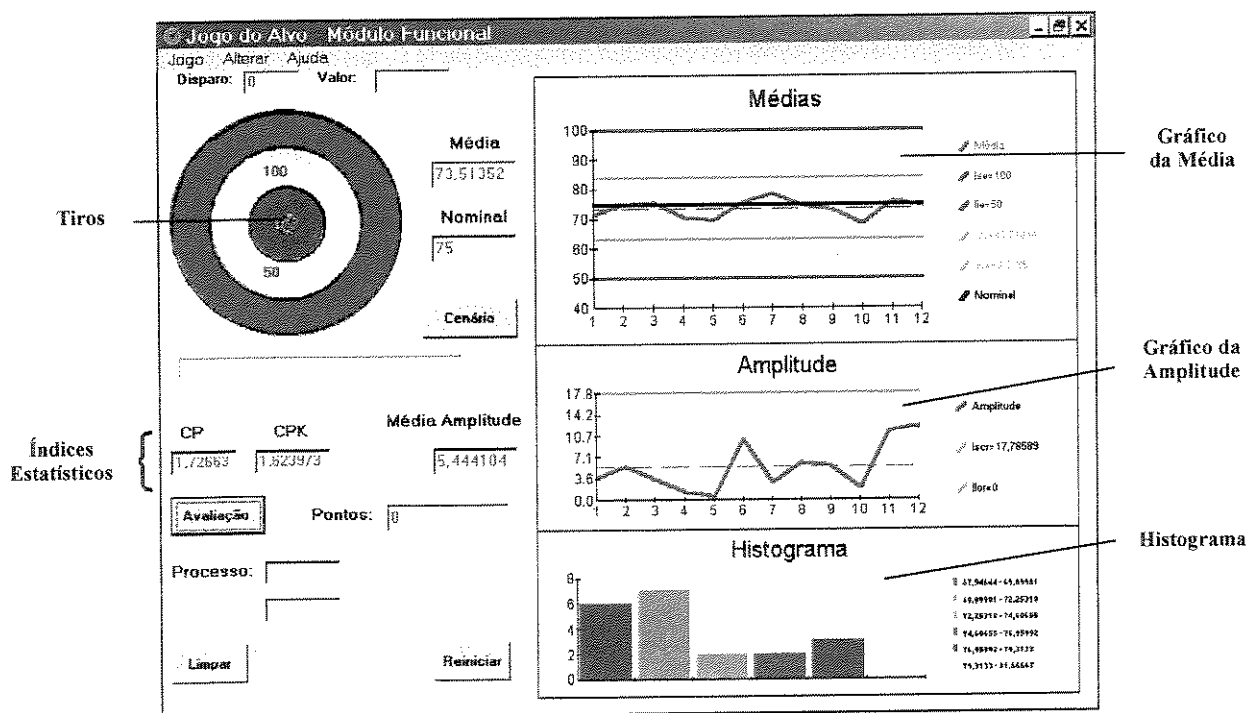 Jogo do Alvo Módulo Funcional
Jogo Alterar Ajuda
Disparo: 0 Valor:
100
50
Média
73,51352
Nominal
75
Cenário
Tiros
Médias
100
90
80
70
60
50
40
1 2 3 4 5 6 7 8 9 10 11 12
Média
lse=100
lie=50
Nominal
Gráfico
da Média
Índices
Estatísticos
CP CPK Média Amplitude
1,72663 1,623973 5,444104
Avaliação Pontos: 0
Processo:
Limpar Reiniciar
Amplitude
17.8
14.2
10.7
7.1
3.6
0.0
1 2 3 4 5 6 7 8 9 10 11 12
Amplitude
lscr=17,78589
Gráfico da
Amplitude
Histograma
8
6
4
2
0
Histograma